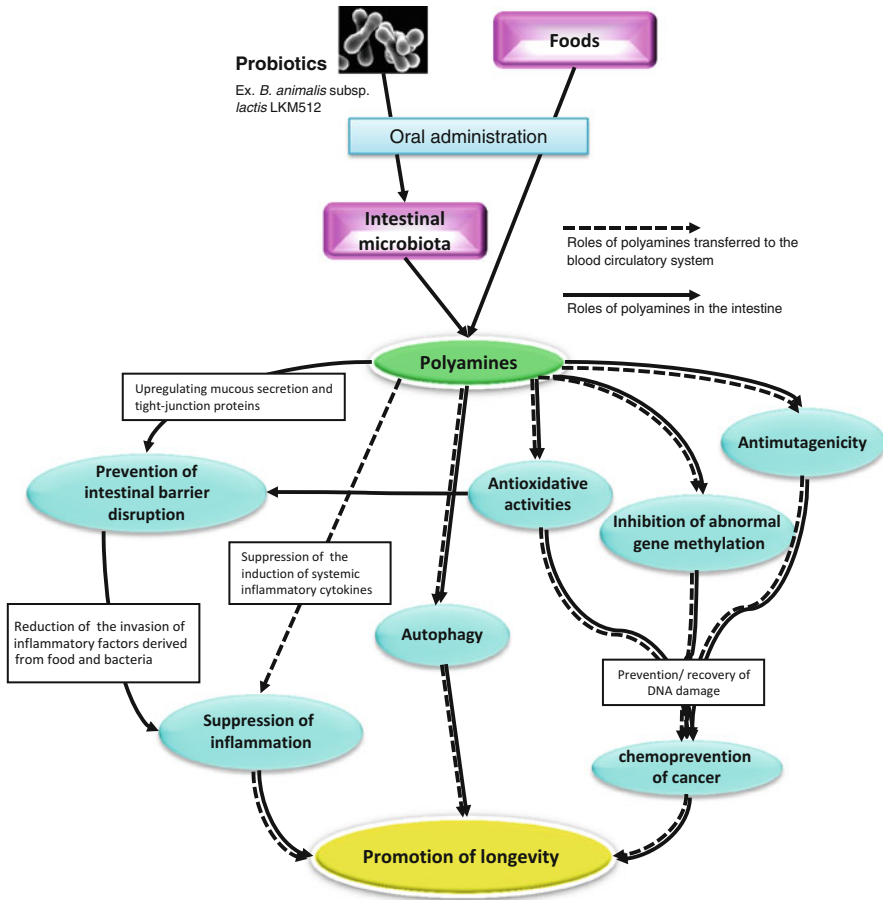 Probiotics
Ex. B. animalis subsp.
lactis LKM512
Foods
Oral administration
Intestinal
microbiota
Roles of polyamines transferred to the
blood circulatory system
Roles of polyamines in the intestine
Polyamines
Upregulating mucous secretion and
tight-junction proteins
Antimutagenicity
Prevention of
intestinal barrier
disruption
Antioxidative
activities
Inhibition of abnormal
gene methylation
Suppression of the
induction of systemic
inflammatory cytokines
Reduction of the invasion of
inflammatory factors derived
from food and bacteria
Autophagy
Prevention/ recovery of
DNA damage
Suppression of
inflammation
chemoprevention
of cancer
Promotion of longevity